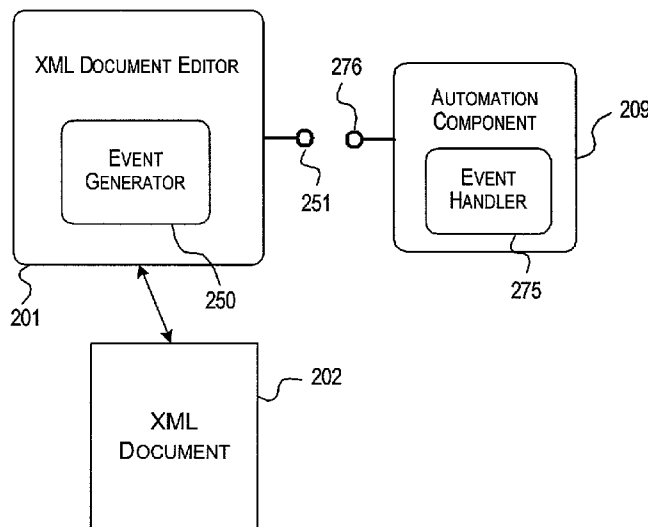 XML DOCUMENT EDITOR
EVENT
GENERATOR
251
276
AUTOMATION
COMPONENT
EVENT
HANDLER
209
201
250
275
202
XML
DOCUMENT